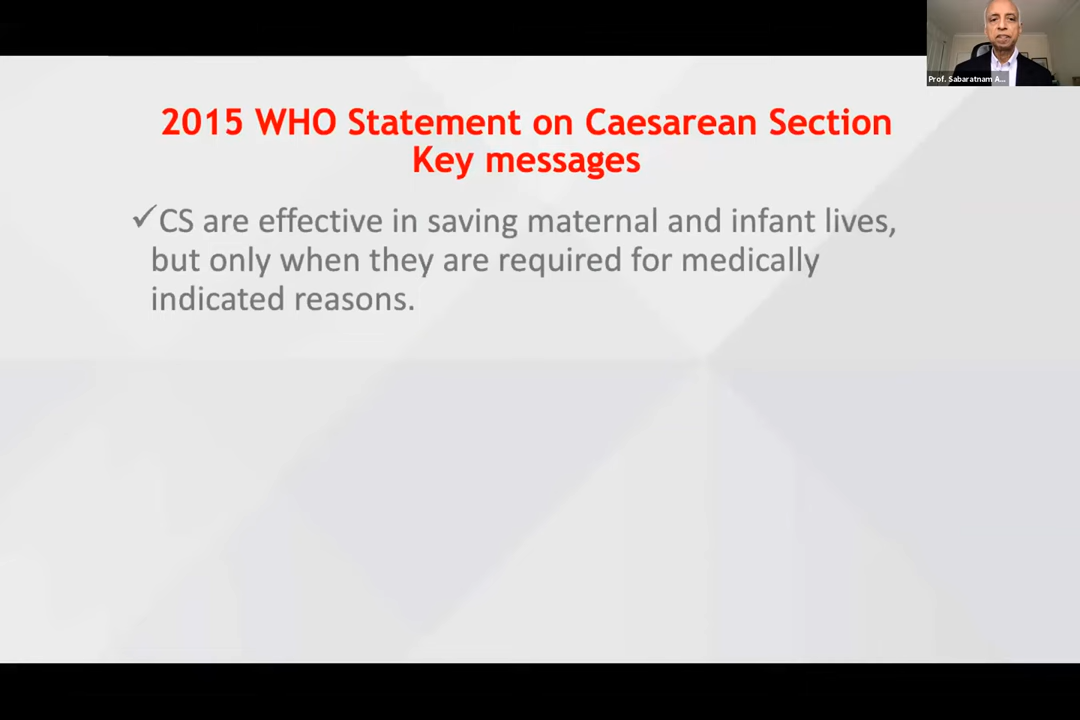 Prof. Sabaratnam A...
2015 WHO Statement on Caesarean Section
Key messages
✓CS are effective in saving maternal and infant lives,
but only when they are required for medically
indicated reasons.